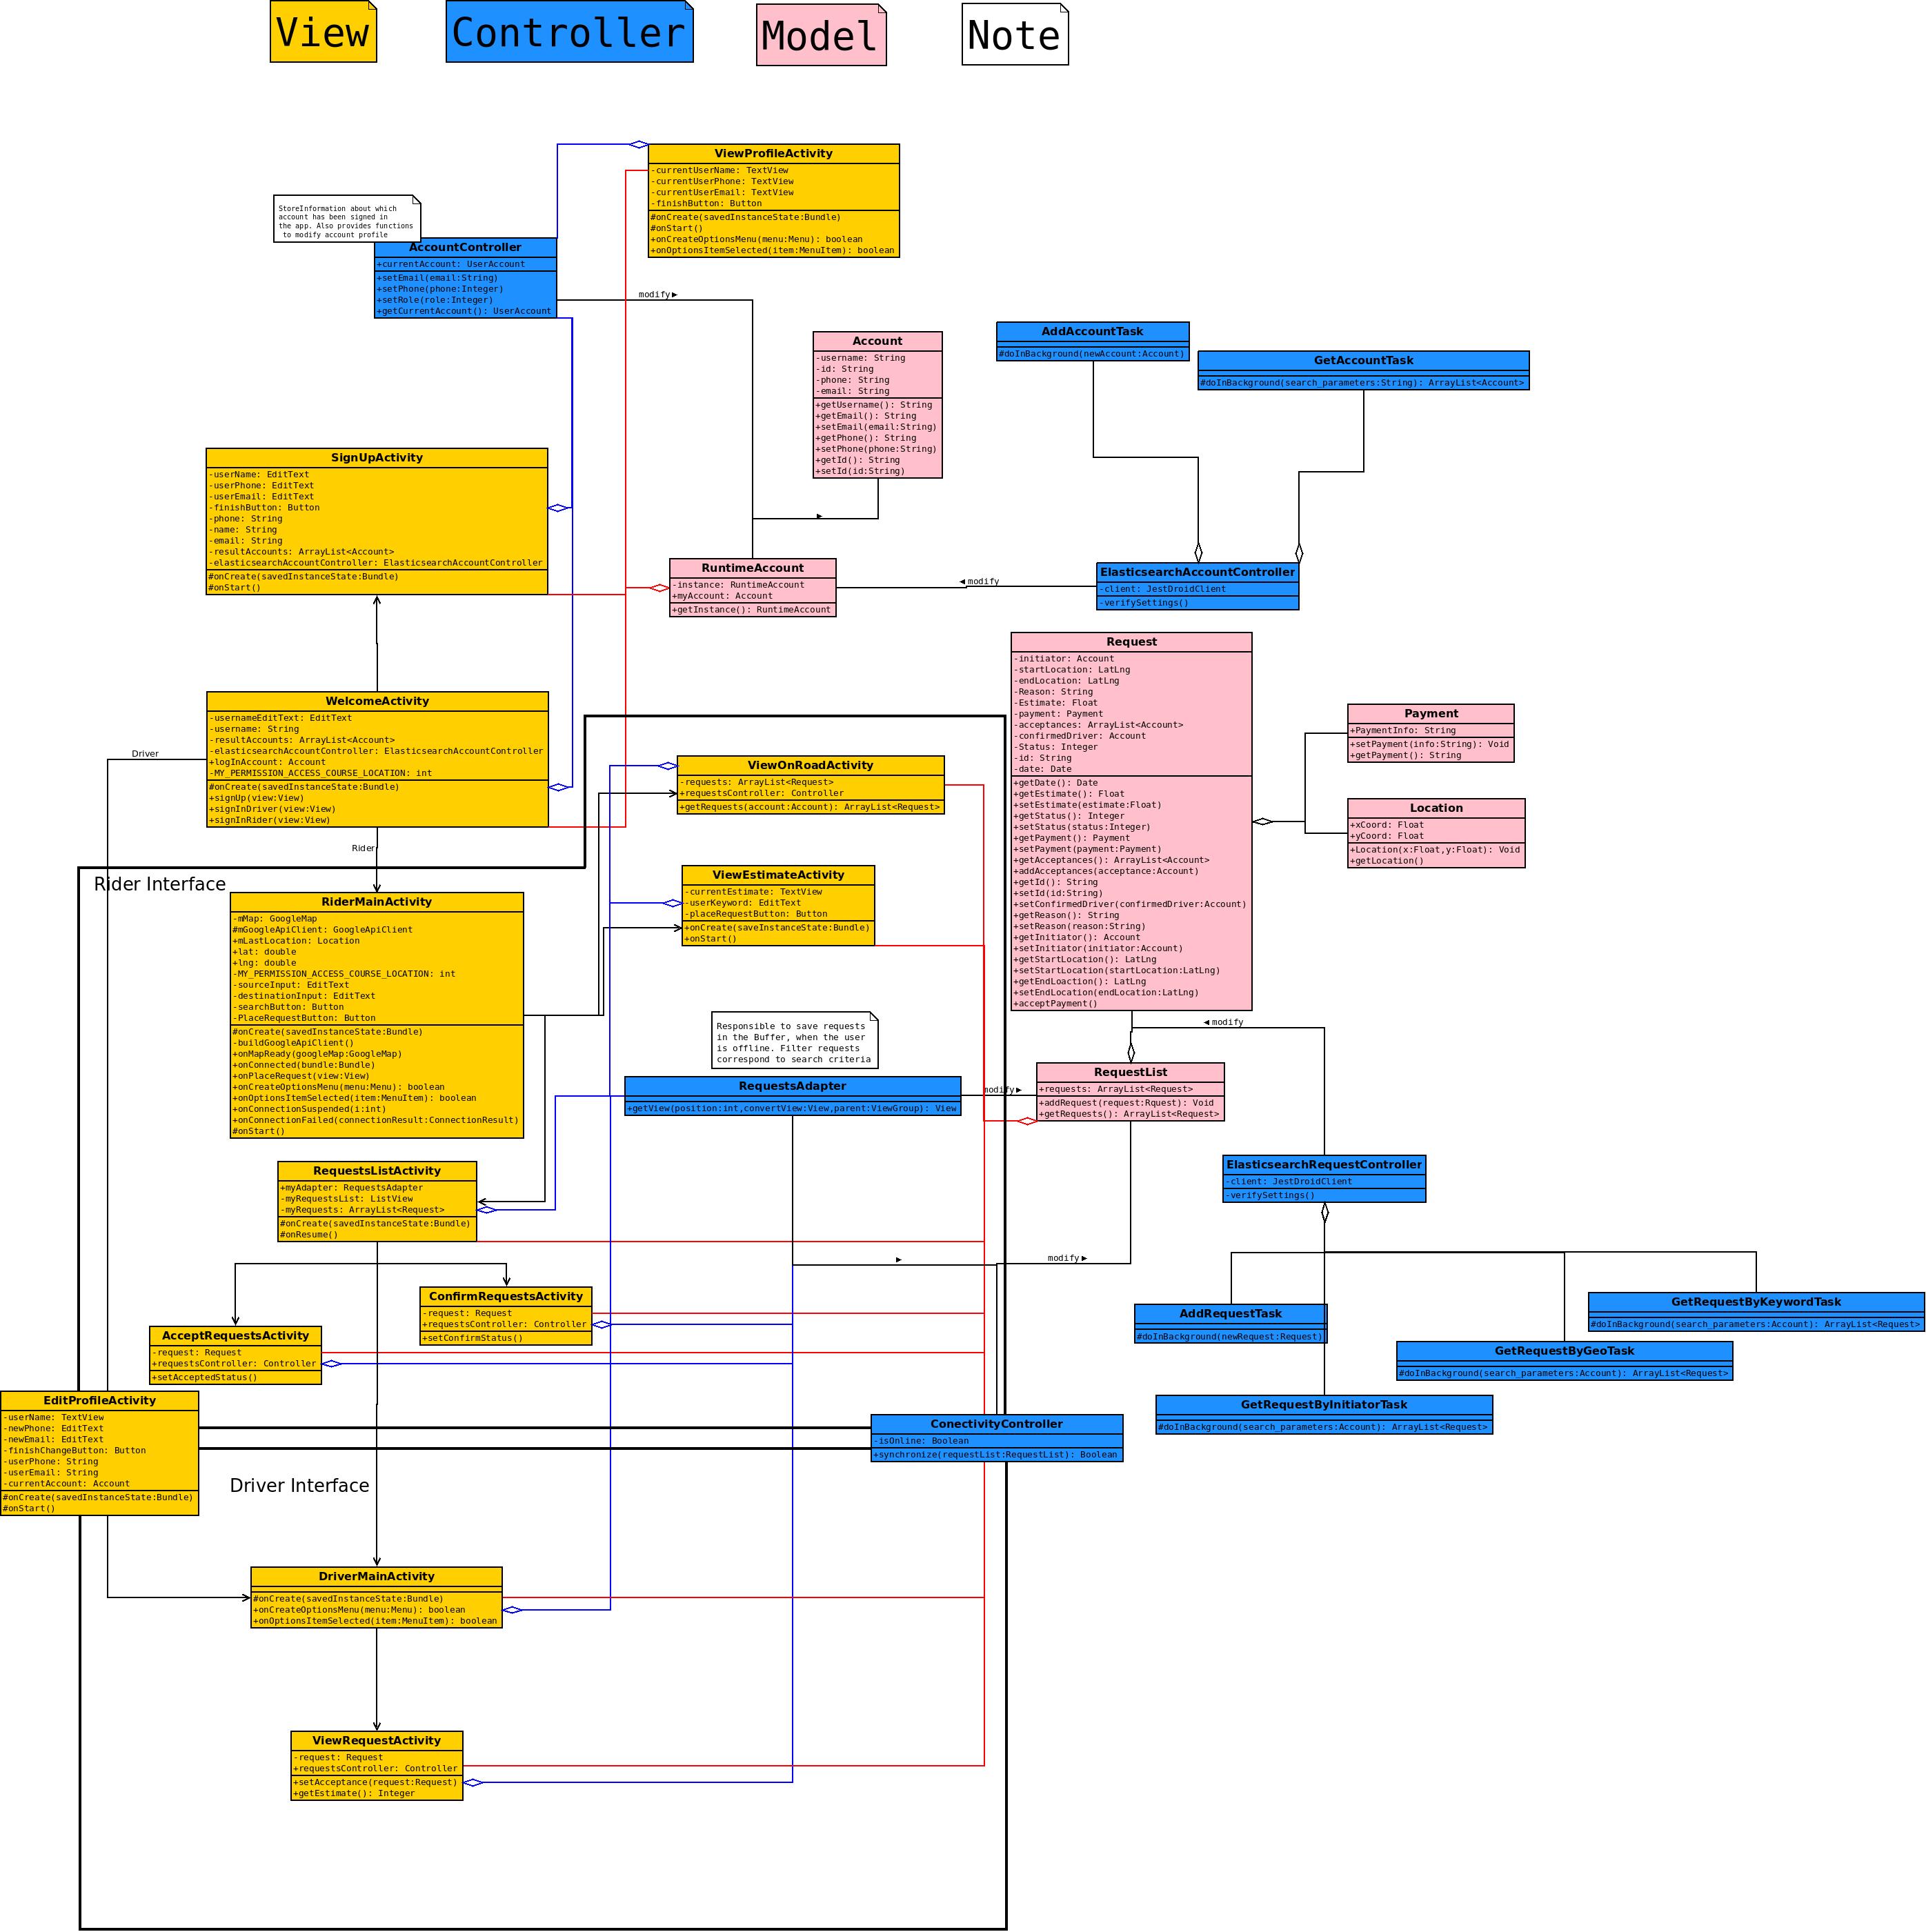 View
Controller
Model
Note
ViewProfileActivity
-currentUserName: TextView
-currentUserPhone: TextView
-currentUserEmail: TextView
-finishButton: Button
#onCreate(savedInstanceState:Bundle)
#onStart()
+onCreateOptionsMenu(menu:Menu): boolean
+onOptionsItemSelected(item:MenuItem): boolean
StoreInformation about which
account has been signed in
the app. Also provides functions
to modify account profile
AccountController
+currentAccount: UserAccount
+setEmail(email:String)
+setPhone(phone:Integer)
+setRole(role:Integer)
+getCurrentAccount(): UserAccount
modify►
Account
-username: String
-id: String
-phone: String
-email: String
+getUsername(): String
+getEmail(): String
+setEmail(email:String)
+getPhone(): String
+setPhone(phone:String)
+getId(): String
+setId(id:String)
►
AddAccountTask
#doInBackground(newAccount:Account)
GetAccountTask
#doInBackground(search_parameters:String): ArrayList<Account>
SignUpActivity
-userName: EditText
-userPhone: EditText
-userEmail: EditText
-finishButton: Button
-phone: String
-name: String
-email: String
-resultAccounts: ArrayList<Account>
-elasticsearchAccountController: ElasticsearchAccountController
#onCreate(savedInstanceState:Bundle)
#onStart()
RuntimeAccount
-instance: RuntimeAccount
+myAccount: Account
+getInstance(): RuntimeAccount
◄modify
ElasticsearchAccountController
-client: JestDroidClient
-verifySettings()
Request
-initiator: Account
-startLocation: LatLng
-endLocation: LatLng
-Reason: String
-Estimate: Float
-payment: Payment
-acceptances: ArrayList<Account>
-confirmedDriver: Account
-Status: Integer
-id: String
-date: Date
+getDate(): Date
+getEstimate(): Float
+setEstimate(estimate:Float)
+getStatus(): Integer
+setStatus(status:Integer)
+getPayment(): Payment
+setPayment(payment:Payment)
+getAcceptances(): ArrayList<Account>
+addAcceptances(acceptance:Account)
+getId(): String
+setId(id:String)
+setConfirmedDriver(confirmedDriver:Account)
+getReason(): String
+setReason(reason:String)
+getInitiator(): Account
+setInitiator(initiator:Account)
+getStartLocation(): LatLng
+setStartLocation(startLocation:LatLng)
+getEndLoaction(): LatLng
+setEndLocation(endLocation:LatLng)
+acceptPayment()
Payment
+PaymentInfo: String
+setPayment(info:String): Void
+getPayment(): String
Location
+xCoord: Float
+yCoord: Float
+Location(x:Float,y:Float): Void
+getLocation()
WelcomeActivity
-usernameEditText: EditText
-username: String
-resultAccounts: ArrayList<Account>
-elasticsearchAccountController: ElasticsearchAccountController
+logInAccount: Account
-MY_PERMISSION_ACCESS_COURSE_LOCATION: int
#onCreate(savedInstanceState:Bundle)
+signUp(view:View)
+signInDriver(view:View)
+signInRider(view:View)
Driver
Rider
Rider Interface
ViewOnRoadActivity
-requests: ArrayList<Request>
+requestsController: Controller
+getRequests(account:Account): ArrayList<Request>
ViewEstimateActivity
-currentEstimate: TextView
-userKeyword: EditText
-placeRequestButton: Button
+onCreate(saveInstanceState:Bundle)
+onStart()
RiderMainActivity
-mMap: GoogleMap
#mGoogleApiClient: GoogleApiClient
+mLastLocation: Location
+lat: double
+lng: double
-MY_PERMISSION_ACCESS_COURSE_LOCATION: int
-sourceInput: EditText
-destinationInput: EditText
-searchButton: Button
-PlaceRequestButton: Button
#onCreate(savedInstanceState:Bundle)
-buildGoogleApiClient()
+onMapReady(googleMap:GoogleMap)
+onConnected(bundle:Bundle)
+onPlaceRequest(view:View)
+onCreateOptionsMenu(menu:Menu): boolean
+onOptionsItemSelected(item:MenuItem): boolean
+onConnectionSuspended(i:int)
+onConnectionFailed(connectionResult:ConnectionResult)
#onStart()
Responsible to save requests
in the Buffer, when the user
is offline. Filter requests
correspond to search criteria
RequestsAdapter
+getView(position:int,convertView:View,parent:ViewGroup): View
modify►
◄modify
RequestList
+requests: ArrayList<Request>
+addRequest(request:Rquest): Void
+getRequests(): ArrayList<Request>
ElasticsearchRequestController
-client: JestDroidClient
-verifySettings()
RequestsListActivity
+myAdapter: RequestsAdapter
-myRequestsList: ListView
-myRequests: ArrayList<Request>
#onCreate(savedInstanceState:Bundle)
#onResume()
►
modify►
ConfirmRequestsActivity
-request: Request
+requestsController: Controller
+setConfirmStatus()
AcceptRequestsActivity
-request: Request
+requestsController: Controller
+setAcceptedStatus()
AddRequestTask
#doInBackground(newRequest:Request)
GetRequestByKeywordTask
#doInBackground(search_parameters:Account): ArrayList<Request>
GetRequestByGeoTask
#doInBackground(search_parameters:Account): ArrayList<Request>
GetRequestByInitiatorTask
#doInBackground(search_parameters:Account): ArrayList<Request>
EditProfileActivity
-userName: TextView
-newPhone: EditText
-newEmail: EditText
-finishChangeButton: Button
-userPhone: String
-userEmail: String
-currentAccount: Account
#onCreate(savedInstanceState:Bundle)
#onStart()
ConectivityController
-isOnline: Boolean
+synchronize(requestList:RequestList): Boolean
Driver Interface
DriverMainActivity
#onCreate(savedInstanceState:Bundle)
+onCreateOptionsMenu(menu:Menu): boolean
+onOptionsItemSelected(item:MenuItem): boolean
ViewRequestActivity
-request: Request
+requestsController: Controller
+setAcceptance(request:Request)
+getEstimate(): Integer